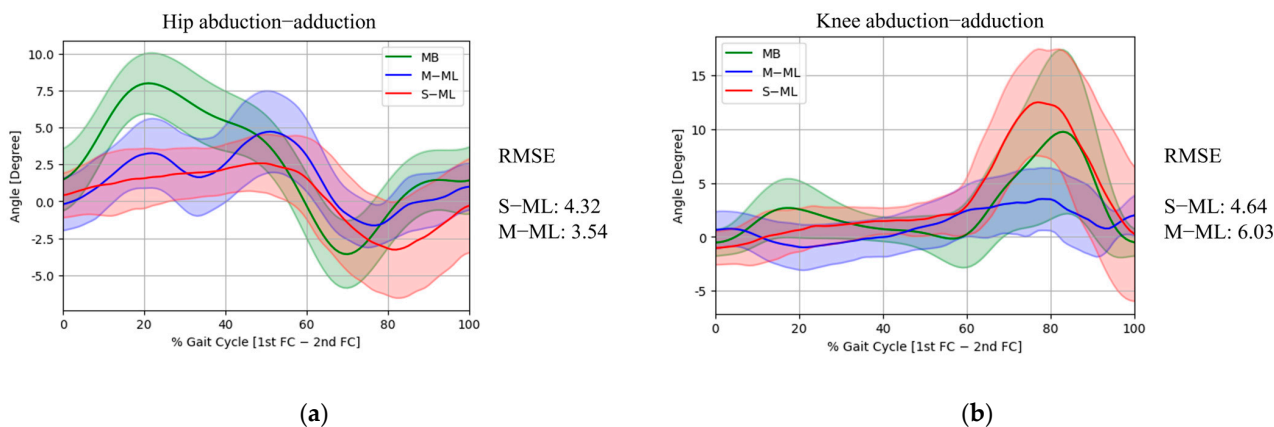 Hip abduction−adduction
10.0
7.5
5.0
2.5
0.0
-2.5
-5.0
Angle [Degree]
MB
M−ML
S−ML
0 20 40 60 80 100
% Gait Cycle [1st FC − 2nd FC]
RMSE
S−ML: 4.32
M−ML: 3.54
(a)
Knee abduction−adduction
15
10
5
0
-5
Angle [Degree]
MB
M−ML
S−ML
0 20 40 60 80 100
% Gait Cycle [1st FC − 2nd FC]
RMSE
S−ML: 4.64
M−ML: 6.03
(b)